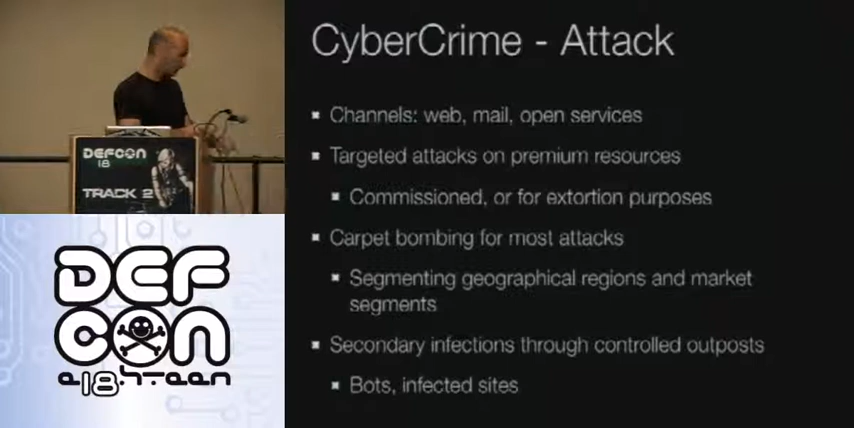 CyberCrime - Attack
Channels: web, mail, open services
Targeted attacks on premium resources
Commissioned, or for extortion purposes
Carpet bombing for most attacks
Segmenting geographical regions and market
segments
Secondary infections through controlled outposts
Bots, infected sites
DEFCON
18
TRACK 2
DEF
CON
e18hteen